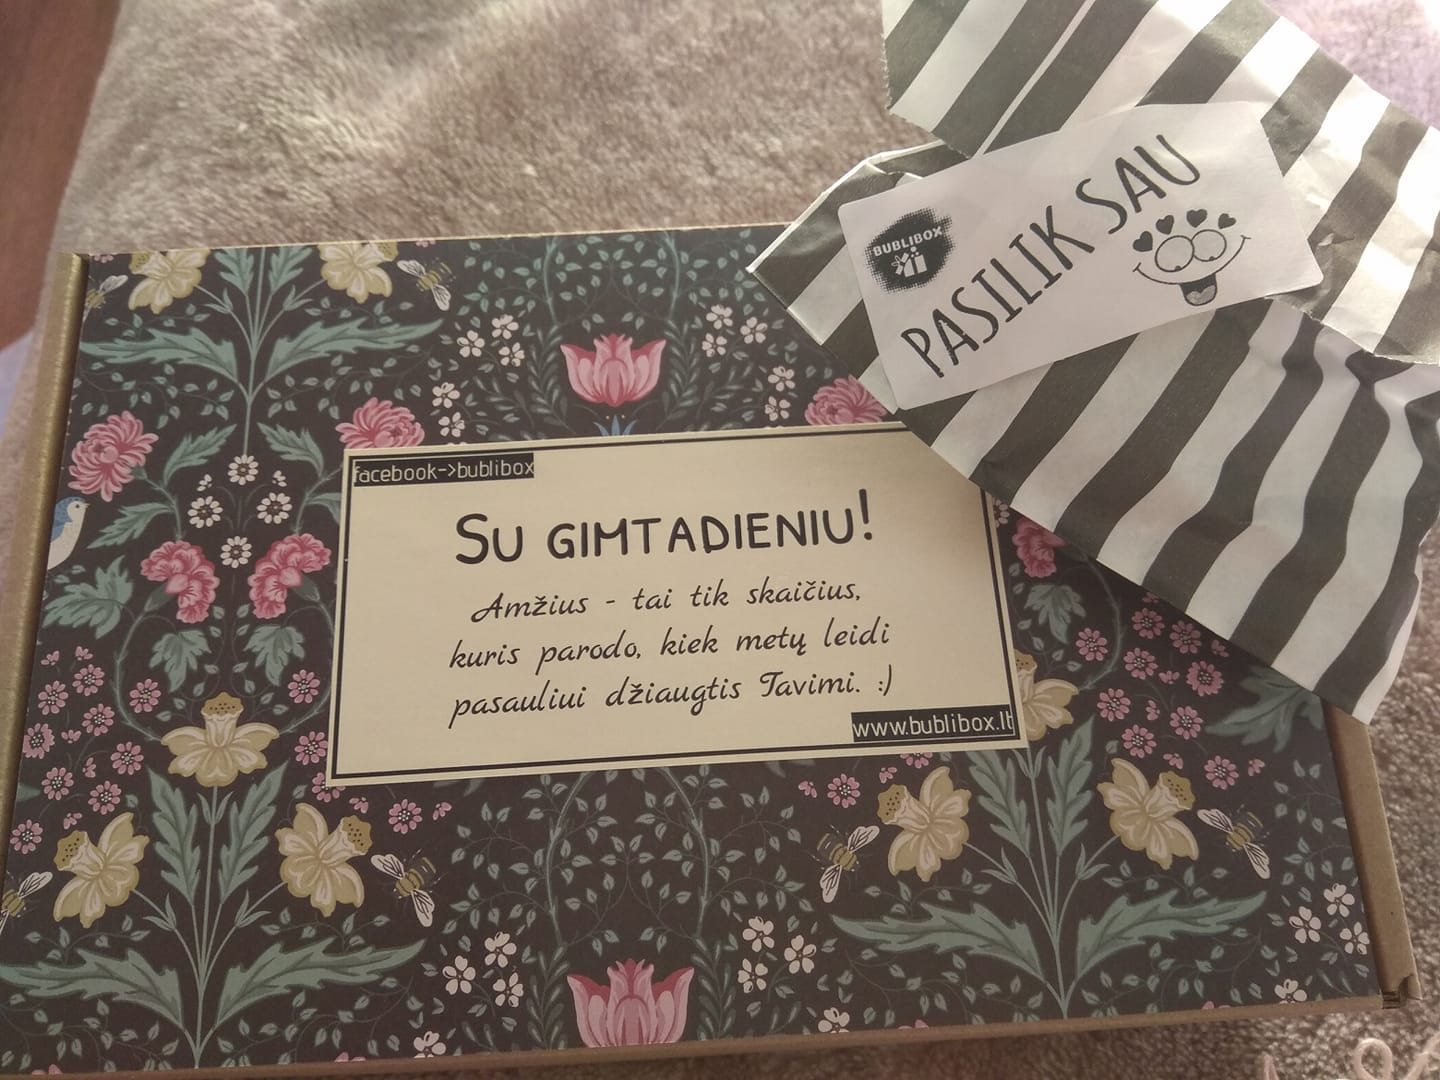 BUBLIBOX
PASILIK SAU
facebook->bublibox
SU GIMTADIENIU!
Amžius - tai tik skaičius,
kuris parodo, kiek metų leidi
pasauliui džiaugtis Tavimi. :)
www.bublibox.lt